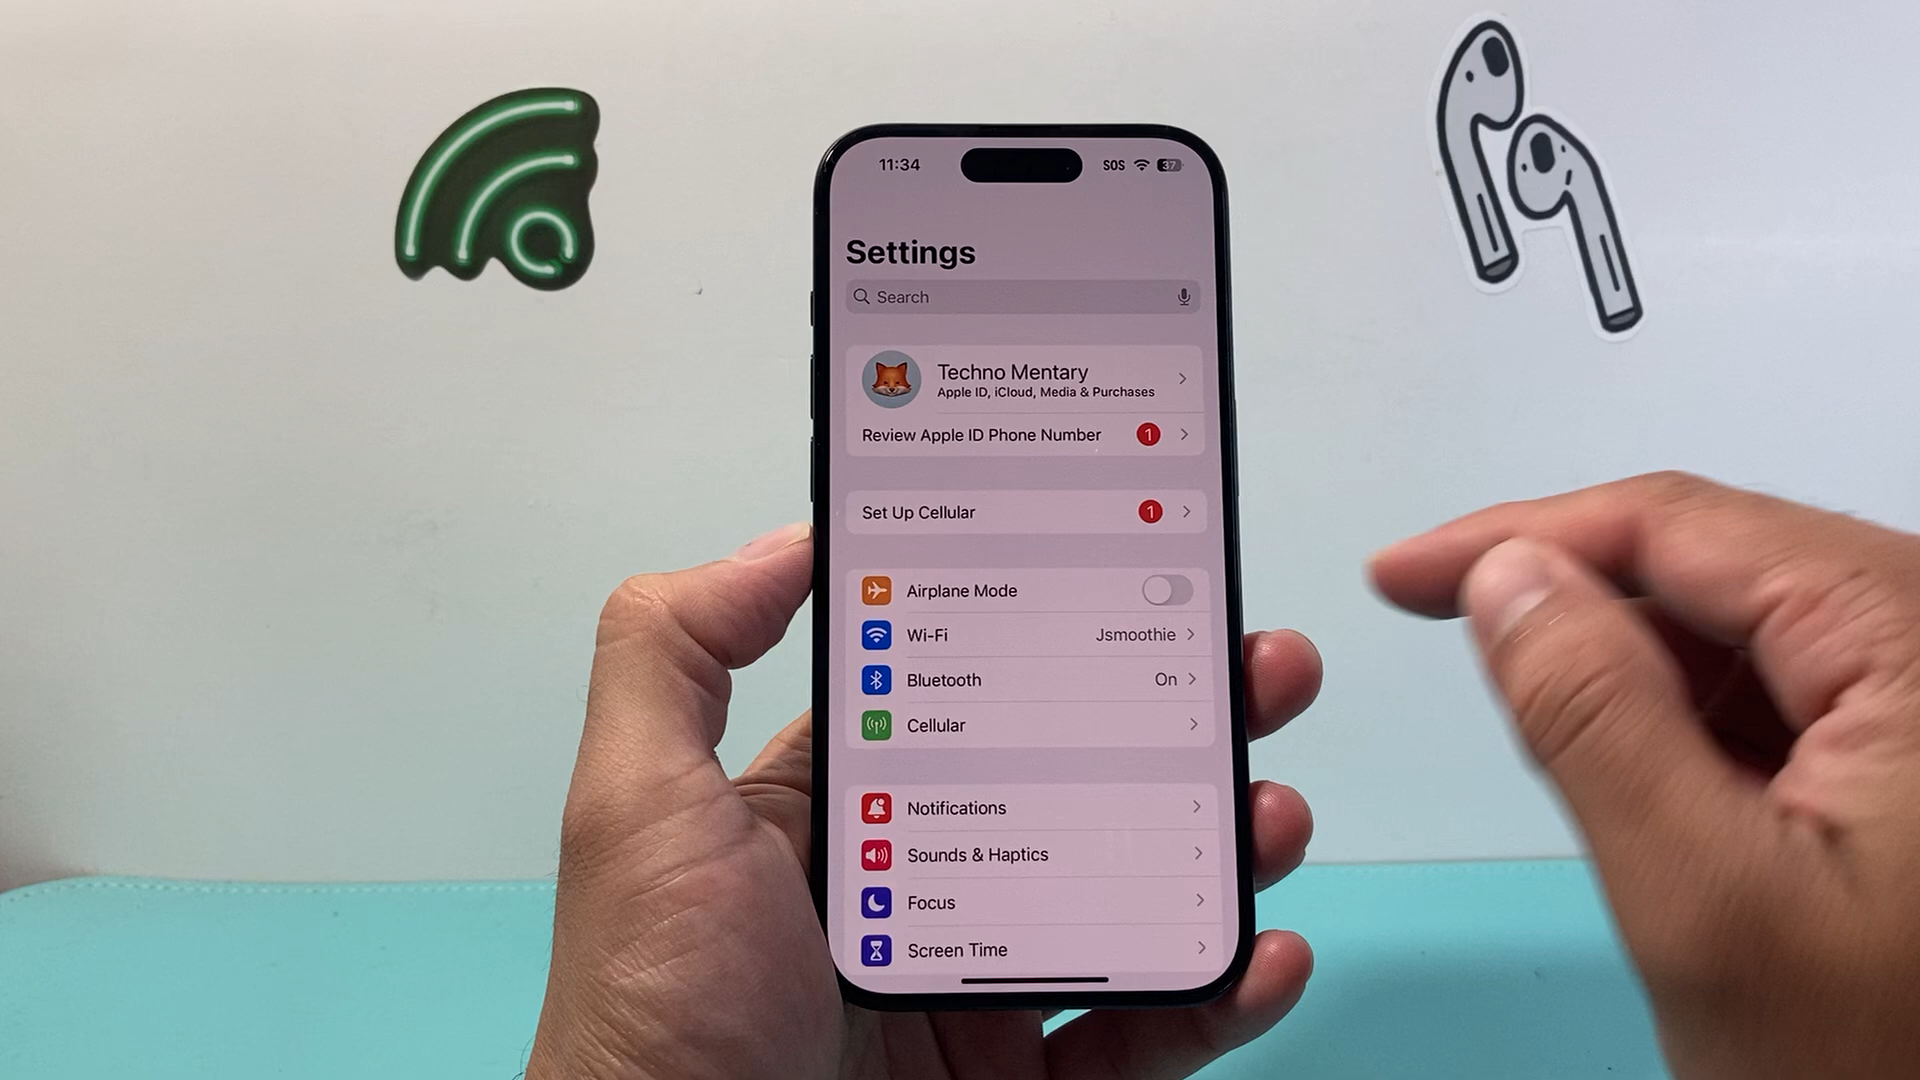 11:34 SOS 37
Settings
Search
Techno Mentary
Apple ID, iCloud, Media & Purchases
Review Apple ID Phone Number 1
Set Up Cellular 1
Airplane Mode
Wi-Fi Jsmoothie
Bluetooth On
Cellular
Notifications
Sounds & Haptics
Focus
Screen Time